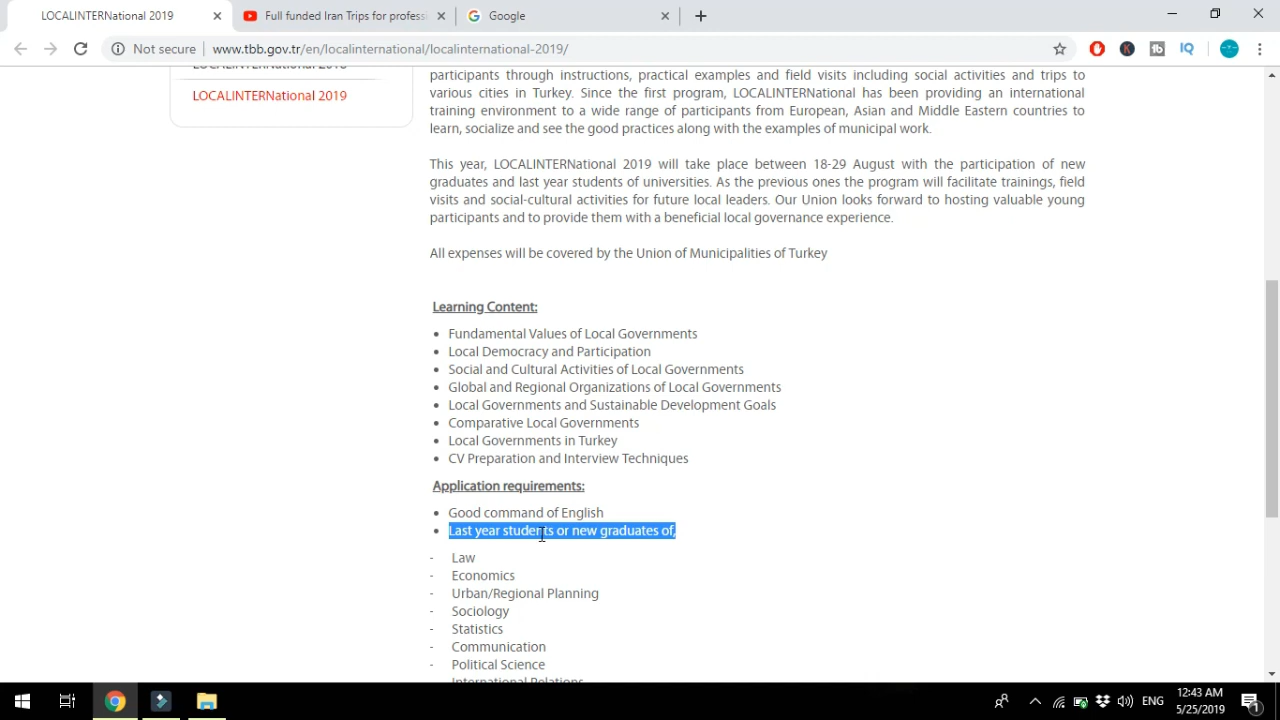 LOCALINTERNational 2019
Full funded Iran Trips for profess
Google
Not secure
www.tbb.gov.tr/en/localinternational/localinternational-2019/
LOCALINTERNational 2018
LOCALINTERNational 2019
participants through instructions, practical examples and field visits including social activities and trips to
various cities in Turkey. Since the first program, LOCALINTERNational has been providing an international
training environment to a wide range of participants from European, Asian and Middle Eastern countries to
learn, socialize and see the good practices along with the examples of municipal work.
This year, LOCALINTERNational 2019 will take place between 18-29 August with the participation of new
graduates and last year students of universities. As the previous ones the program will facilitate trainings, field
visits and social-cultural activities for future local leaders. Our Union looks forward to hosting valuable young
participants and to provide them with a beneficial local governance experience.
All expenses will be covered by the Union of Municipalities of Turkey
Learning Content:
• Fundamental Values of Local Governments
• Local Democracy and Participation
• Social and Cultural Activities of Local Governments
• Global and Regional Organizations of Local Governments
• Local Governments and Sustainable Development Goals
• Comparative Local Governments
• Local Governments in Turkey
• CV Preparation and Interview Techniques
Application requirements:
• Good command of English
• Last year students or new graduates of,
- Law
- Economics
- Urban/Regional Planning
- Sociology
- Statistics
- Communication
- Political Science
International Relations
ENG
12:43 AM
5/25/2019